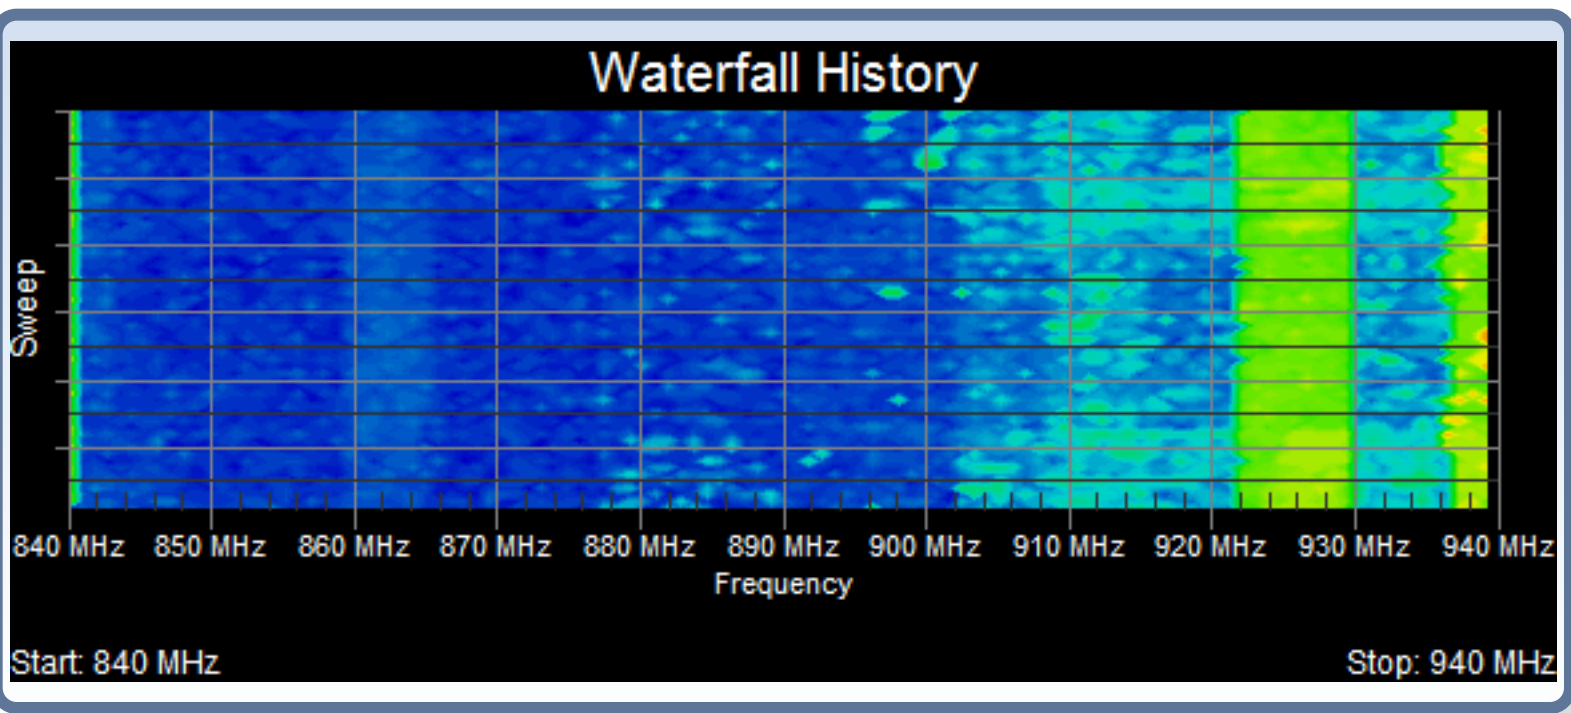 Waterfall History
Sweep
840 MHz 850 MHz 860 MHz 870 MHz 880 MHz 890 MHz 900 MHz 910 MHz 920 MHz 930 MHz 940 MHz
Frequency
Start: 840 MHz Stop: 940 MHz